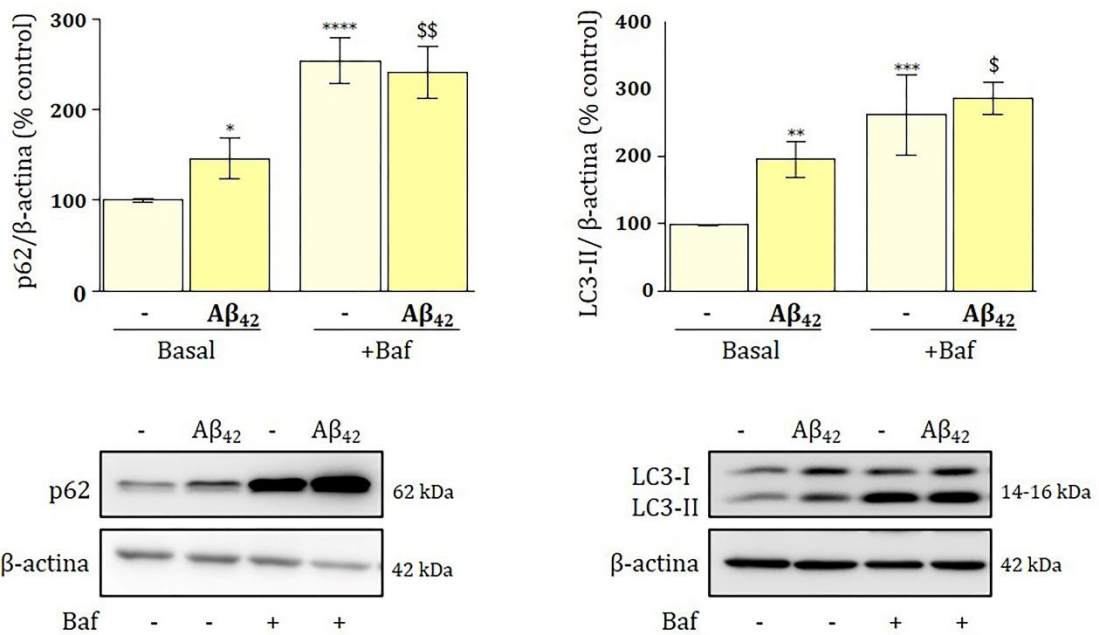 p62/β-actina (% control)
300
200
100
0
*
****
$$
- Aβ₄₂ - Aβ₄₂
Basal +Baf
LC3-II/ β-actina (% control)
400
300
200
100
0
**
***
$
- Aβ₄₂ - Aβ₄₂
Basal +Baf
- Aβ₄₂ - Aβ₄₂
p62 62 kDa
β-actina 42 kDa
Baf - - + +
- Aβ₄₂ - Aβ₄₂
LC3-I
LC3-II
14-16 kDa
β-actina 42 kDa
Baf - - + +